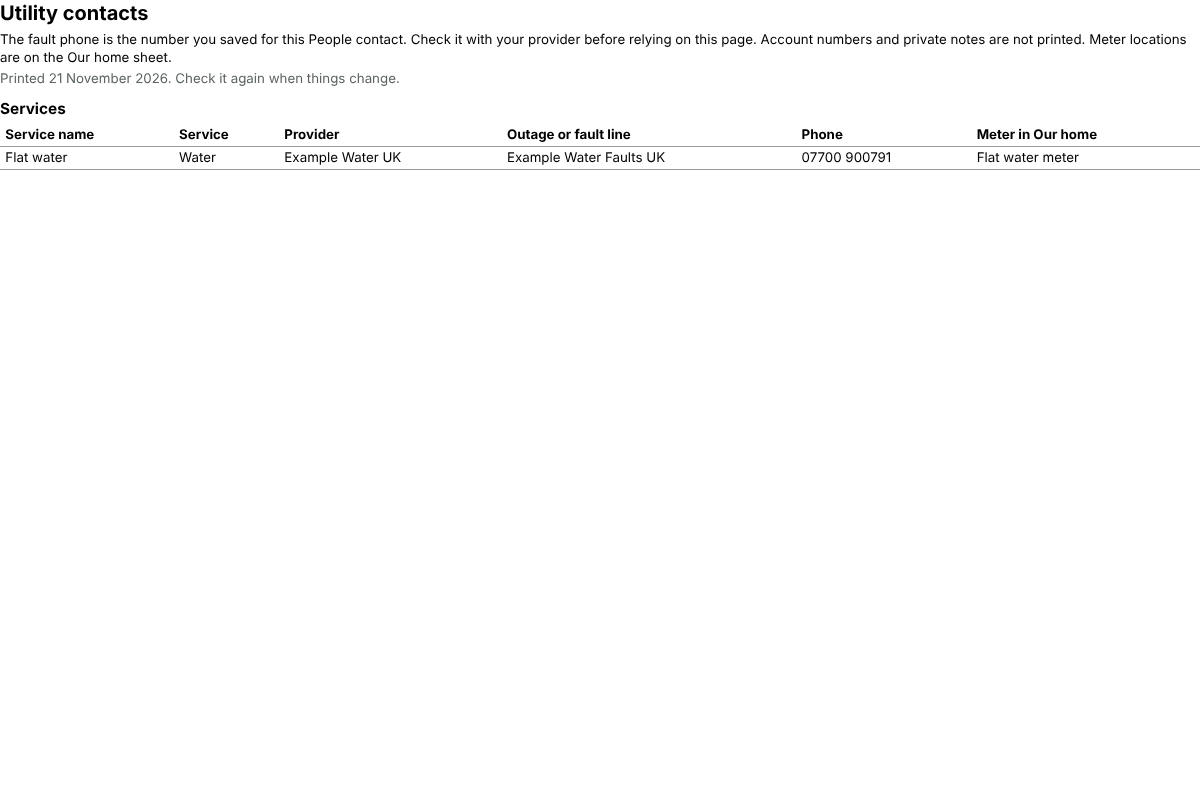 Utility contacts
The fault phone is the number you saved for this People contact. Check it with your provider before relying on this page. Account numbers and private notes are not printed. Meter locations
are on the Our home sheet.
Printed 21 November 2026. Check it again when things change.
Services
Service name Service Provider Outage or fault line Phone Meter in Our home
Flat water Water Example Water UK Example Water Faults UK 07700 900791 Flat water meter